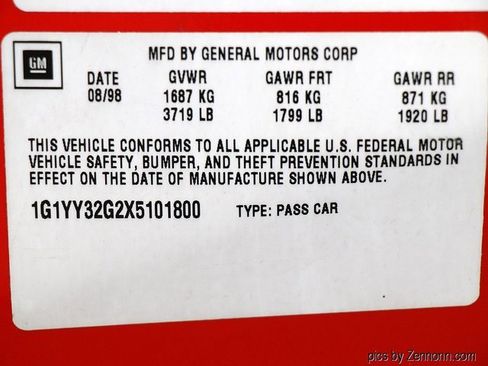 GM
MFD BY GENERAL MOTORS CORP
DATE GVWR GAWR FRT GAWR RR
08/98 1687 KG 816 KG 871 KG
3719 LB 1799 LB 1920 LB
THIS VEHICLE CONFORMS TO ALL APPLICABLE U.S. FEDERAL MOTOR
VEHICLE SAFETY, BUMPER, AND THEFT PREVENTION STANDARDS IN
EFFECT ON THE DATE OF MANUFACTURE SHOWN ABOVE.
1G1YY32G2X5101800 TYPE: PASS CAR
pics by Zennonn.com